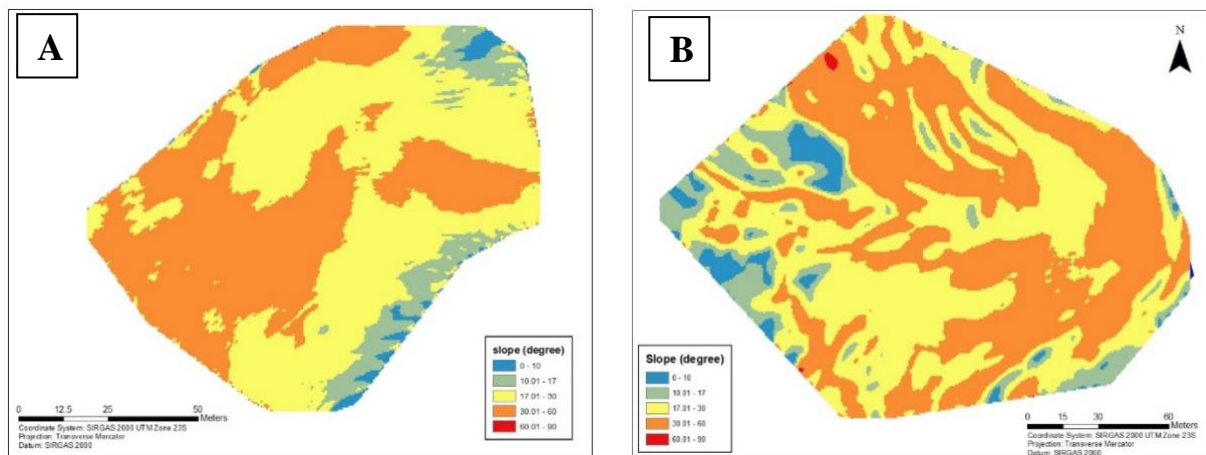 A
slope (degree)
0 - 10
10.01 - 17
17.01 - 30
30.01 - 60
60.01 - 90
0 12.5 25 50
Meters
Coordinate System: SIRGAS 2000 UTM Zone 23S
Projection: Transverse Mercator
Datum: SIRGAS 2000
B
N
Slope (degree)
0 - 10
10.01 - 17
17.01 - 30
30.01 - 60
60.01 - 90
0 15 30 60
Meters
Coordinate System: SIRGAS 2000 UTM Zone 23S
Projection: Transverse Mercator
Datum: SIRGAS 2000